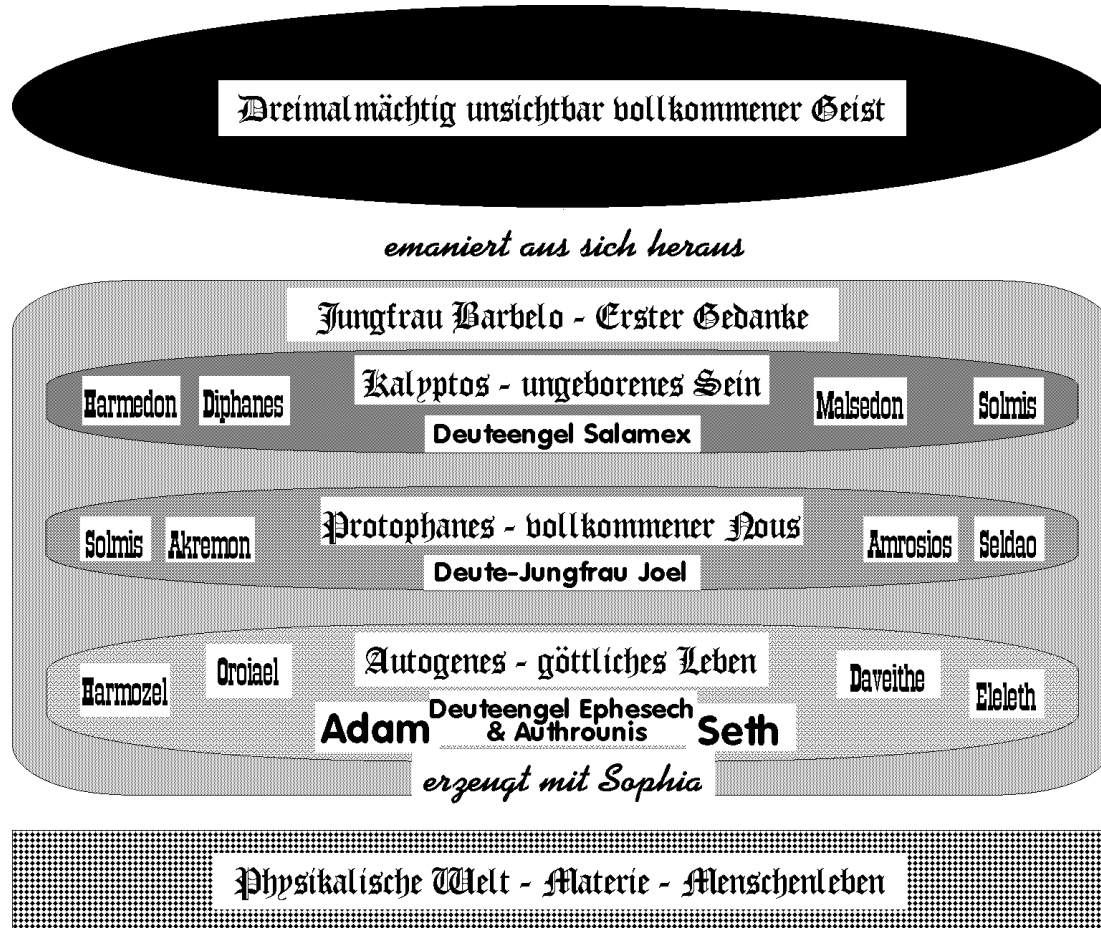 Dreimalmächtig unsichtbar vollkommener Geist
emaniert aus sich heraus
Jungfrau Barbelo - Erster Gedanke
Kalyptos - ungeborenes Sein
Harmedon
Diphanes
Malsedon
Solmis
Deuteengel Salamex
Protophanes - vollkommener Nous
Solmis
Akremon
Amrosios
Seldao
Deute-Jungfrau Joel
Autogenes - göttliches Leben
Harmozel
Oroiael
Daveithe
Eleleth
Adam
Deuteengel Ephesech
& Authrounis
Seth
erzeugt mit Sophia
Physikalische Welt - Materie - Menschenleben